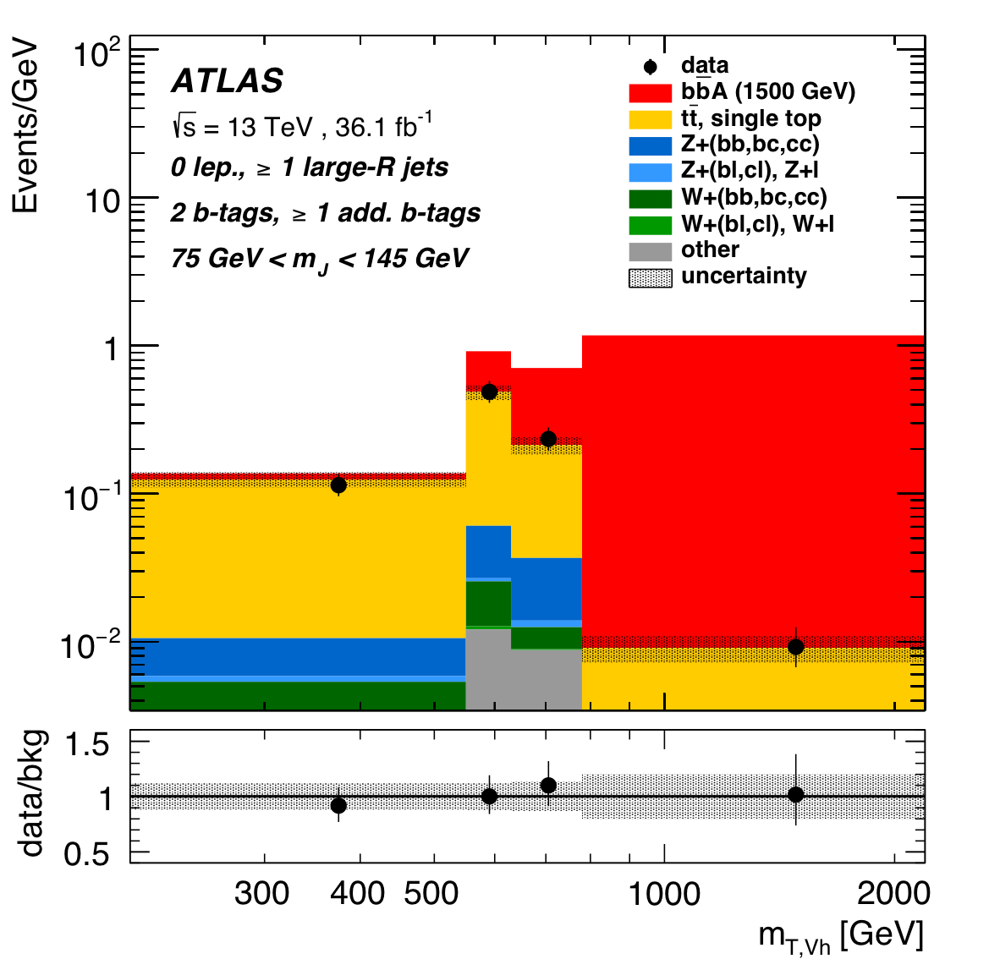 Events/GeV
10²
10
1
10⁻¹
10⁻²
ATLAS
√s = 13 TeV , 36.1 fb⁻¹
0 lep., ≥ 1 large-R jets
2 b-tags, ≥ 1 add. b-tags
75 GeV < m_J < 145 GeV
data
bb̄A (1500 GeV)
tt̄, single top
Z+(bb,bc,cc)
Z+(bl,cl), Z+l
W+(bb,bc,cc)
W+(bl,cl), W+l
other
uncertainty
data/bkg
1.5
1
0.5
300 400 500 1000 2000
m_T,Vh [GeV]